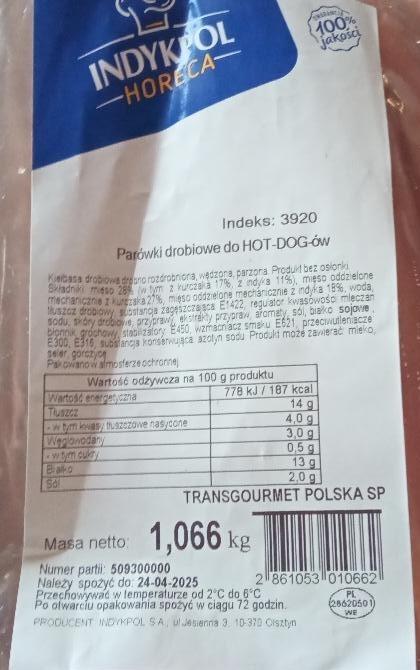 INDYKPOL
HORECA
GWARANCJA
100%
jakości
Indeks: 3920
Parówki drobiowe do HOT-DOG-ów
Kiełbasa drobiowa drobno rozdrobniona, wędzona, parzona. Produkt bez osłonki.
Składniki: mięso 28% (w tym: z kurczaka 17%, z indyka 11%), mięso oddzielone
mechanicznie z kurczaka 27%, mięso oddzielone mechanicznie z indyka 18%, woda,
tłuszcz drobiowy, substancja zagęszczająca: E1422, regulator kwasowości: mleczan
sodu, skóry drobiowe, przyprawy, ekstrakty przypraw, aromaty, sól, białko sojowe,
błonnik grochowy, stabilizatory: E450, wzmacniacz smaku: E621, przeciwutleniacze:
E300, E316, substancja konserwująca: azotyn sodu. Produkt może zawierać: mleko,
seler, gorczycę.
Pakowano w atmosferze ochronnej
Wartość odżywcza na 100 g produktu
Wartość energetyczna 778 kJ / 187 kcal
Tłuszcz 14 g
- w tym kwasy tłuszczowe nasycone 4,0 g
Węglowodany 3,0 g
- w tym cukry 0,5 g
Białko 13 g
Sól 2,0 g
TRANSGOURMET POLSKA SP
Masa netto: 1,066 kg
Numer partii: 509300000
Należy spożyć do: 24-04-2025
Przechowywać w temperaturze od 2°C do 6°C
Po otwarciu opakowania spożyć w ciągu 72 godzin.
2 861053 010662
PL
28620501
WE
PRODUCENT: INDYKPOL S.A., ul Jesienna 3, 10-370 Olsztyn